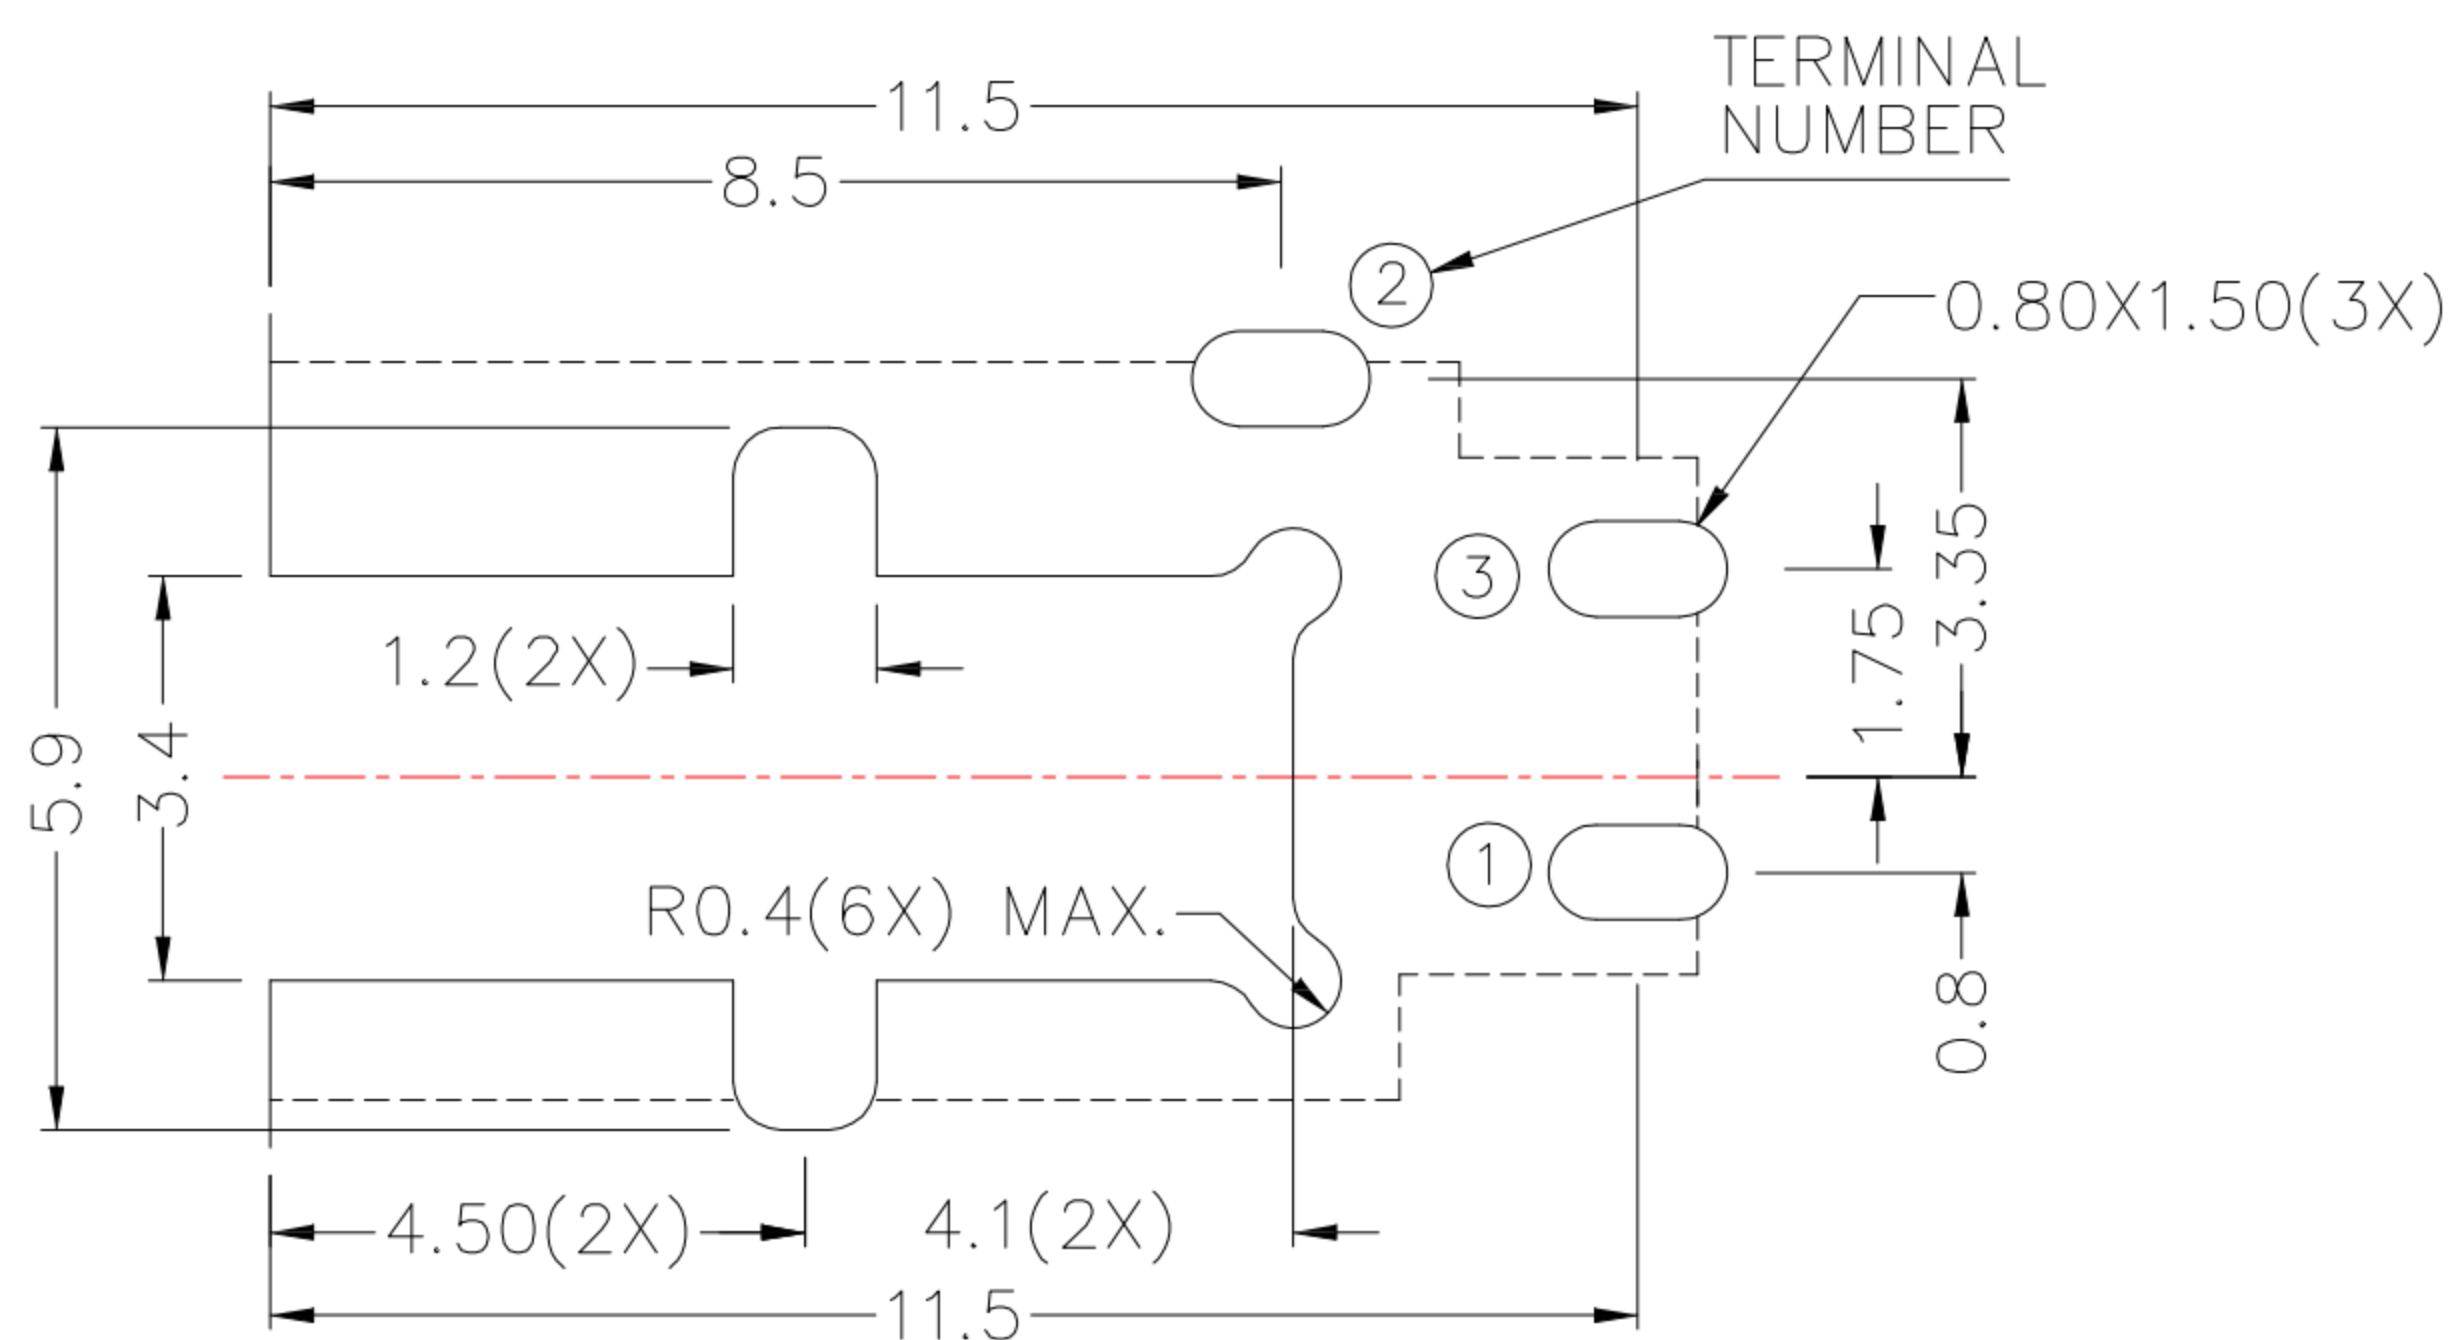 TERMINAL
NUMBER
11.5
8.5
2
0.80X1.50(3X)
3
3.35
1.75
1.2(2X)
5.9
3.4
1
R0.4(6X) MAX.
0.8
4.50(2X)
4.1(2X)
11.5